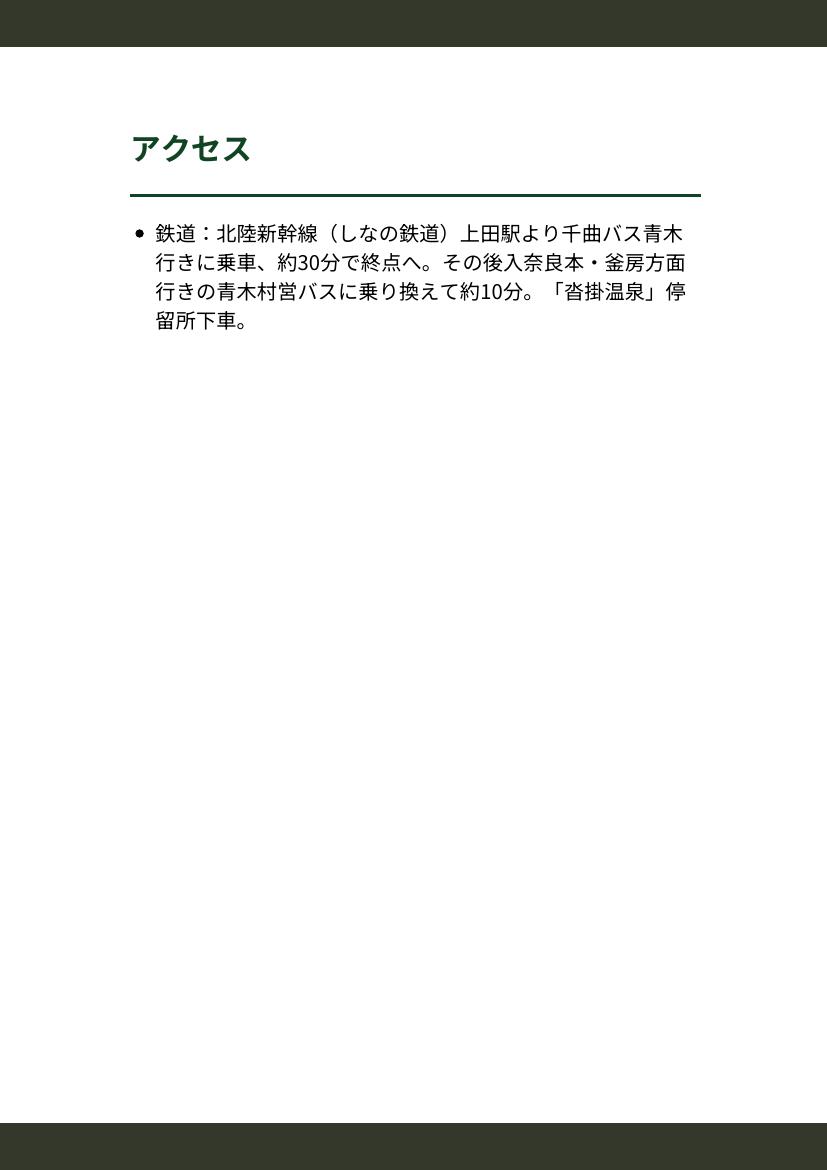 アクセス
鉄道：北陸新幹線（しなの鉄道）上田駅より千曲バス青木
行きに乗車、約30分で終点へ。その後入奈良本・釜房方面
行きの青木村営バスに乗り換えて約10分。「沓掛温泉」停
留所下車。